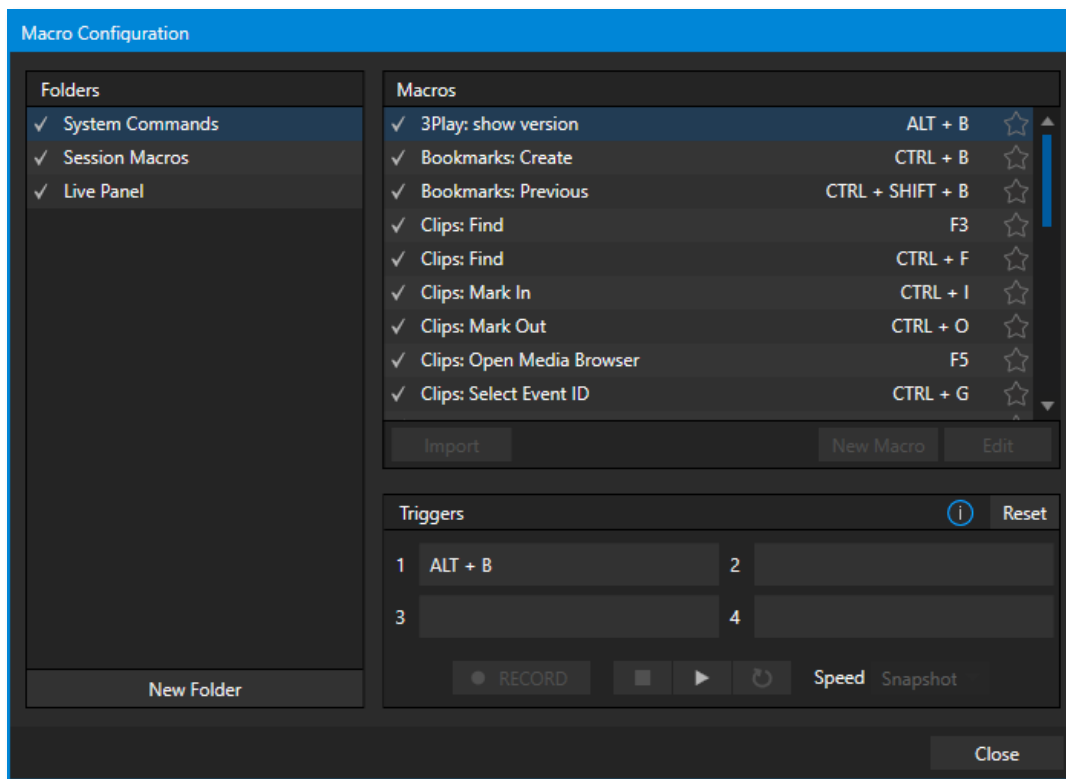 Macro Configuration
Folders
System Commands
Session Macros
Live Panel
New Folder
Macros
3Play: show version ALT + B
Bookmarks: Create CTRL + B
Bookmarks: Previous CTRL + SHIFT + B
Clips: Find F3
Clips: Find CTRL + F
Clips: Mark In CTRL + I
Clips: Mark Out CTRL + O
Clips: Open Media Browser F5
Clips: Select Event ID CTRL + G
Import New Macro Edit
Triggers i Reset
1 ALT + B 2
3 4
RECORD Speed Snapshot
Close